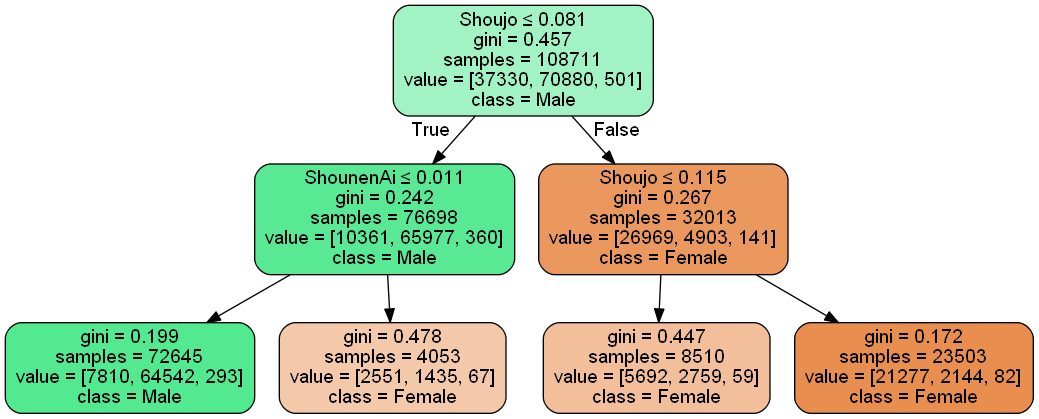 Shoujo ≤ 0.081
gini = 0.457
samples = 108711
value = [37330, 70880, 501]
class = Male
True
False
ShounenAi ≤ 0.011
gini = 0.242
samples = 76698
value = [10361, 65977, 360]
class = Male
Shoujo ≤ 0.115
gini = 0.267
samples = 32013
value = [26969, 4903, 141]
class = Female
gini = 0.199
samples = 72645
value = [7810, 64542, 293]
class = Male
gini = 0.478
samples = 4053
value = [2551, 1435, 67]
class = Female
gini = 0.447
samples = 8510
value = [5692, 2759, 59]
class = Female
gini = 0.172
samples = 23503
value = [21277, 2144, 82]
class = Female